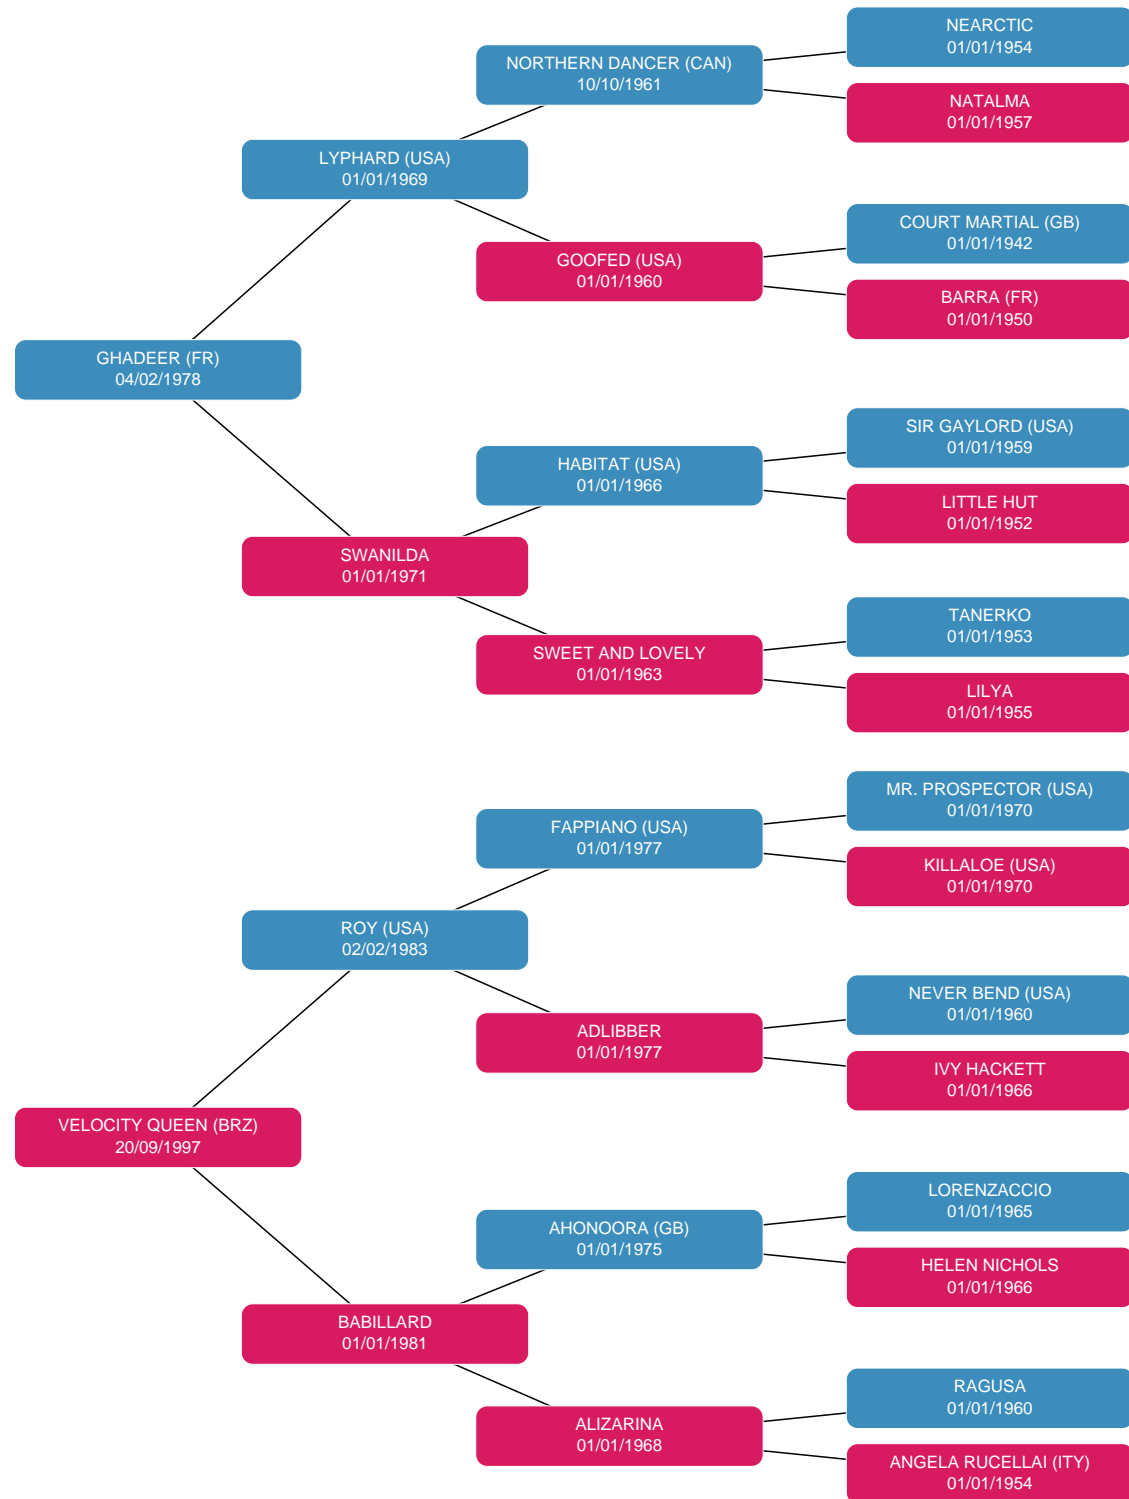 NEARCTIC
01/01/1954
NORTHERN DANCER (CAN)
10/10/1961
NATALMA
01/01/1957
LYPHARD (USA)
01/01/1969
COURT MARTIAL (GB)
01/01/1942
GOOFED (USA)
01/01/1960
BARRA (FR)
01/01/1950
GHADEER (FR)
04/02/1978
SIR GAYLORD (USA)
01/01/1959
HABITAT (USA)
01/01/1966
LITTLE HUT
01/01/1952
SWANILDA
01/01/1971
TANERKO
01/01/1953
SWEET AND LOVELY
01/01/1963
LILYA
01/01/1955
MR. PROSPECTOR (USA)
01/01/1970
FAPPIANO (USA)
01/01/1977
KILLALOE (USA)
01/01/1970
ROY (USA)
02/02/1983
NEVER BEND (USA)
01/01/1960
ADLIBBER
01/01/1977
IVY HACKETT
01/01/1966
VELOCITY QUEEN (BRZ)
20/09/1997
LORENZACCIO
01/01/1965
AHONOORA (GB)
01/01/1975
HELEN NICHOLS
01/01/1966
BABILLARD
01/01/1981
RAGUSA
01/01/1960
ALIZARINA
01/01/1968
ANGELA RUCELLAI (ITY)
01/01/1954